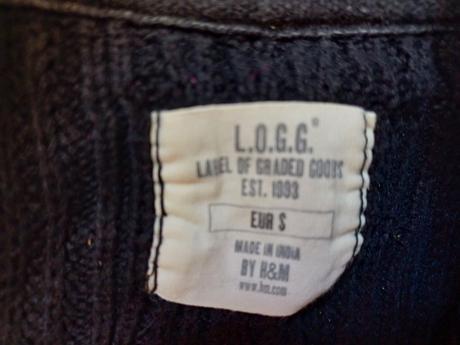 L.O.G.G.®
LABEL OF GRADED GOODS
EST. 1993
EUR S
MADE IN INDIA
BY H&M
www.hm.com